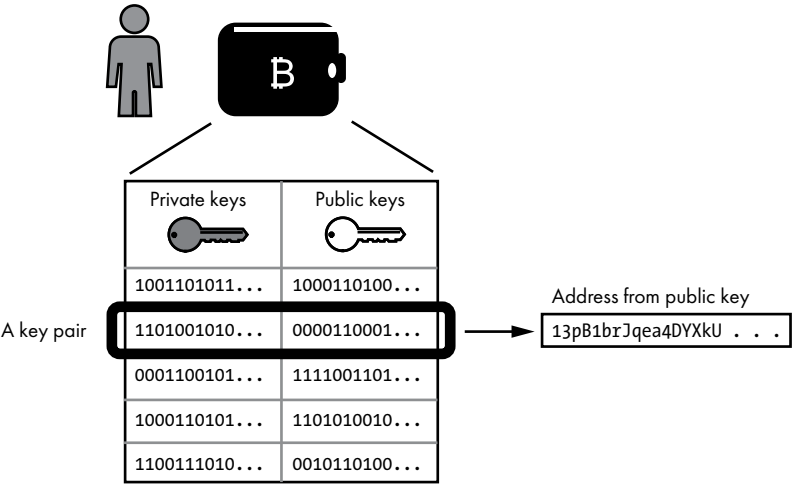 ₿
Private keys Public keys
1001101011... 1000110100...
Address from public key
A key pair 1101001010... 0000110001... 13pB1brJqea4DYXkU . . .
0001100101... 1111001101...
1000110101... 1101010010...
1100111010... 0010110100...